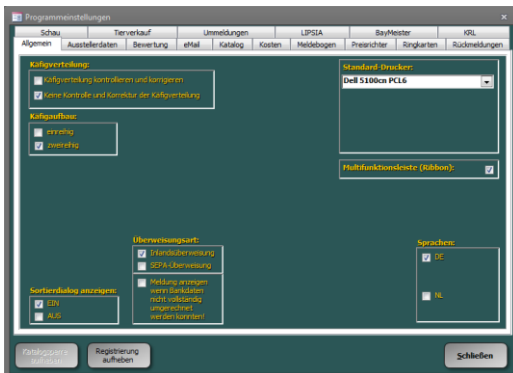 Programmeinstellungen
Schau Tierverkauf Ummeldungen LIPSIA BayMeister KRL
Allgemein Ausstellerdaten Bewertung eMail Katalog Kosten Meldebogen Preisrichter Ringkarten Rückmeldungen
Käfigverteilung:
Käfigverteilung kontrollieren und korrigieren
Keine Kontrolle und Korrektur der Käfigverteilung
Standard-Drucker:
Dell 5100cn PCL6
Käfigaufbau:
einreihig
zweireihig
Multifunktionsleiste (Ribbon):
Überweisungsart:
Inlandsüberweisung
SEPA-Überweisung
Meldung anzeigen
wenn Bankdaten
nicht vollständig
umgerechnet
werden konnten!
Sprachen:
DE
NL
Sortierdialog anzeigen:
EIN
AUS
Registrierung
aufheben
Schließen